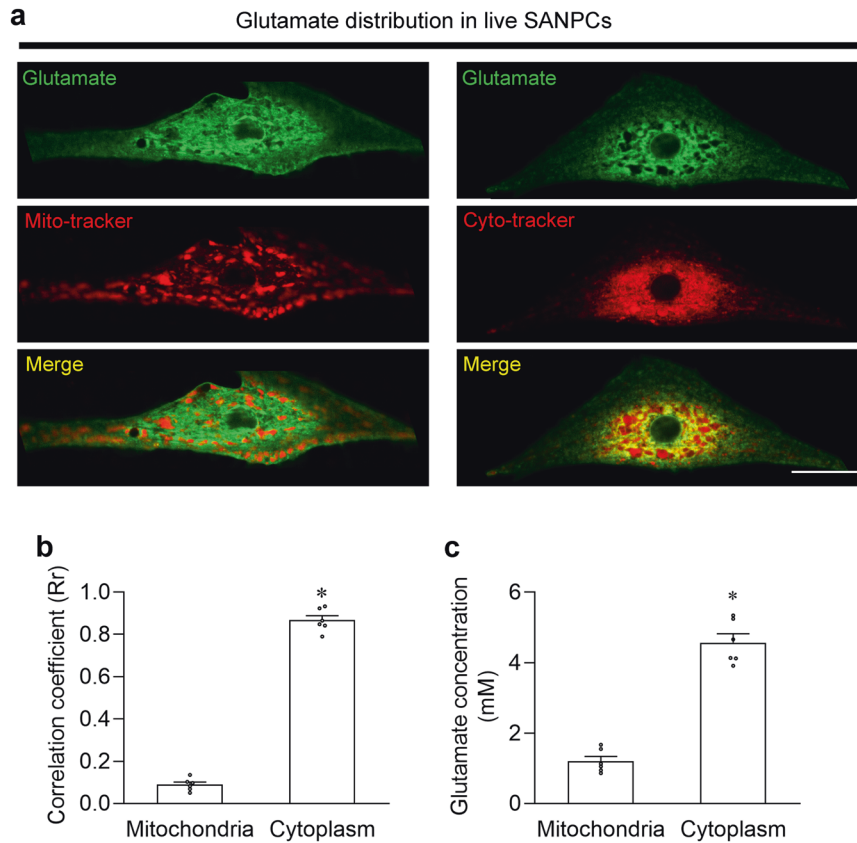 a
Glutamate distribution in live SANPCs
Glutamate
Glutamate
Mito-tracker
Cyto-tracker
Merge
Merge
b
Correlation coefficient (Rr)
1.0
0.8
0.6
0.4
0.2
0.0
*
Mitochondria
Cytoplasm
c
Glutamate concentration
(mM)
6
4
2
0
*
Mitochondria
Cytoplasm